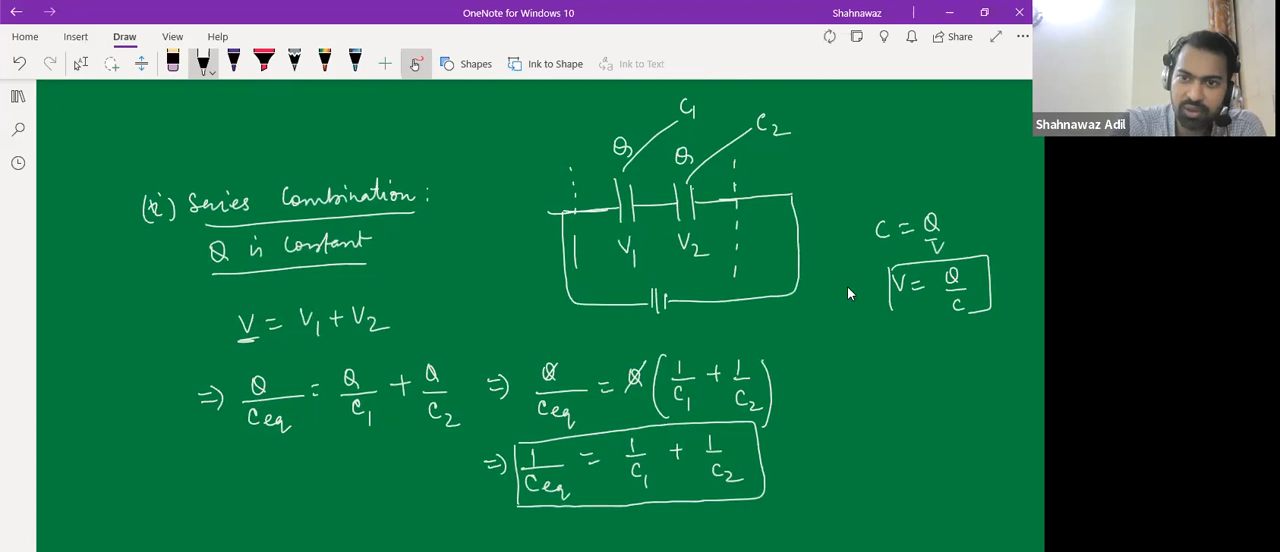 OneNote for Windows 10
Shahnawaz
Home Insert Draw View Help
Share
Shapes
Ink to Shape
Ink to Text
Shahnawaz Adil
C₁
C₂
Q Q
Series Combination:
Q is constant
V₁ V₂
C = Q/V
V = Q/C
V = V₁ + V₂
=> Q/Ceq = Q/C₁ + Q/C₂ => Q/Ceq = Q (1/C₁ + 1/C₂)
=> 1/Ceq = 1/C₁ + 1/C₂